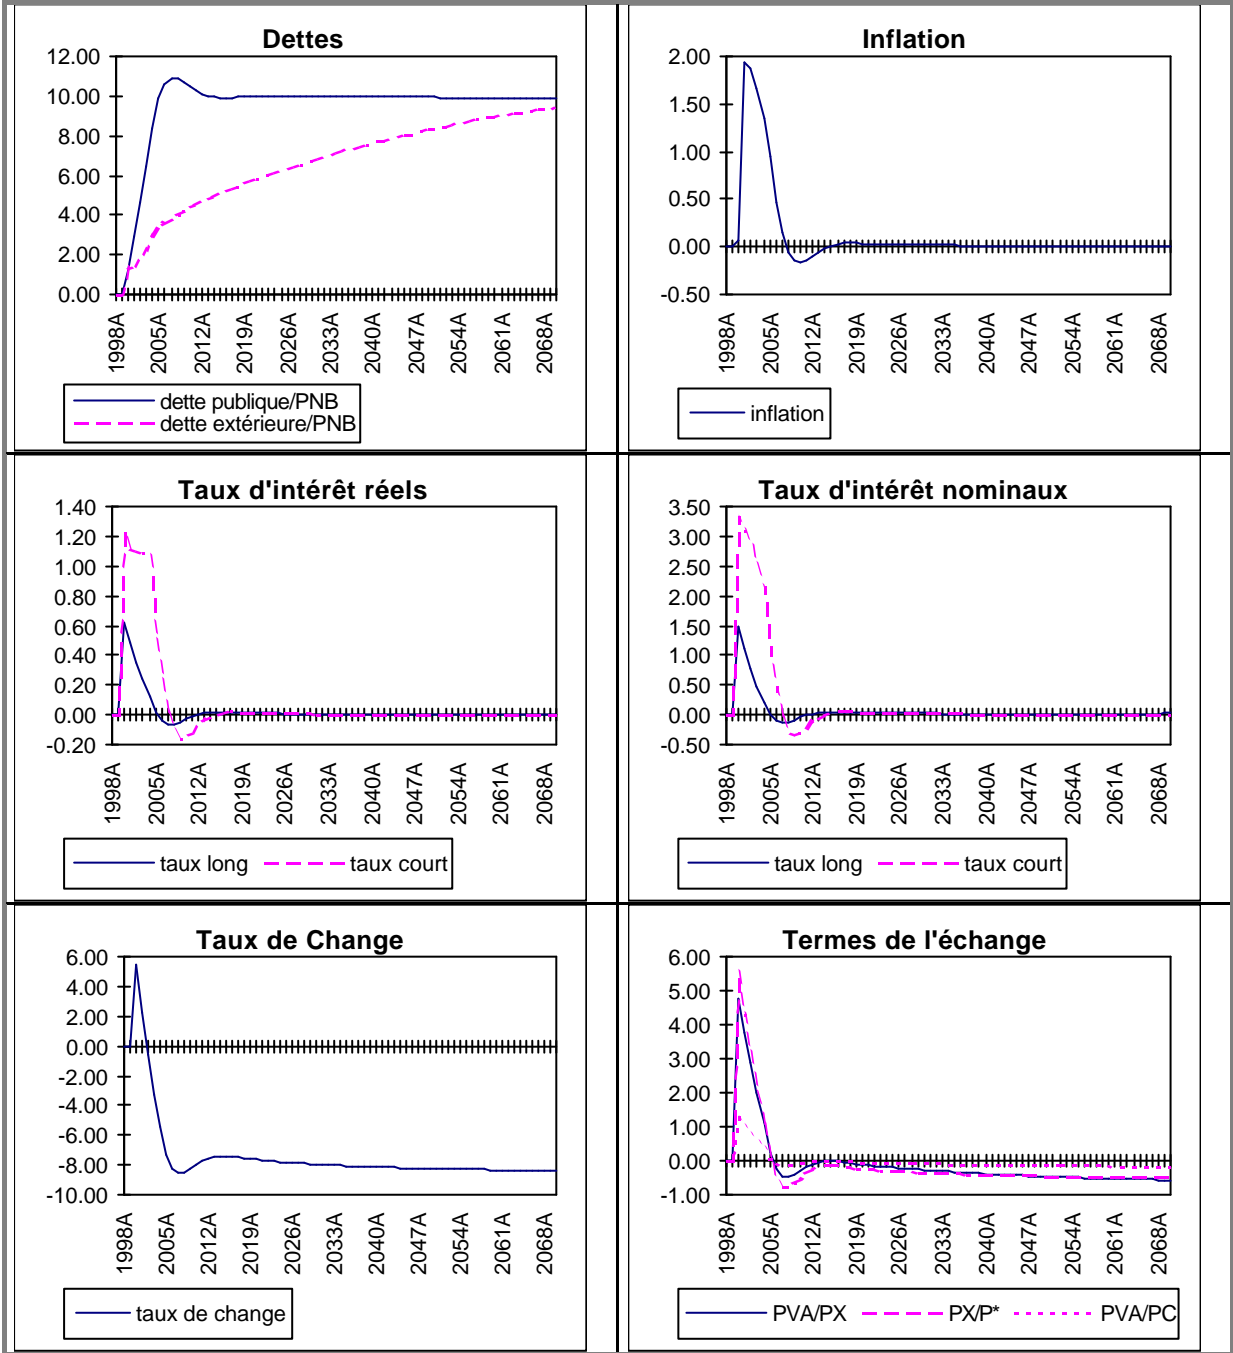 Dettes
12.00
10.00
8.00
6.00
4.00
2.00
0.00
1998A 2005A 2012A 2019A 2026A 2033A 2040A 2047A 2054A 2061A 2068A
dette publique/PNB
dette extérieure/PNB
Inflation
2.00
1.50
1.00
0.50
0.00
-0.50
1998A 2005A 2012A 2019A 2026A 2033A 2040A 2047A 2054A 2061A 2068A
inflation
Taux d'intérêt réels
1.40
1.20
1.00
0.80
0.60
0.40
0.20
0.00
-0.20
1998A 2005A 2012A 2019A 2026A 2033A 2040A 2047A 2054A 2061A 2068A
taux long taux court
Taux d'intérêt nominaux
3.50
3.00
2.50
2.00
1.50
1.00
0.50
0.00
-0.50
1998A 2005A 2012A 2019A 2026A 2033A 2040A 2047A 2054A 2061A 2068A
taux long taux court
Taux de Change
6.00
4.00
2.00
0.00
-2.00
-4.00
-6.00
-8.00
-10.00
1998A 2005A 2012A 2019A 2026A 2033A 2040A 2047A 2054A 2061A 2068A
taux de change
Termes de l'échange
6.00
5.00
4.00
3.00
2.00
1.00
0.00
-1.00
1998A 2005A 2012A 2019A 2026A 2033A 2040A 2047A 2054A 2061A 2068A
PVA/PX PX/P* PVA/PC